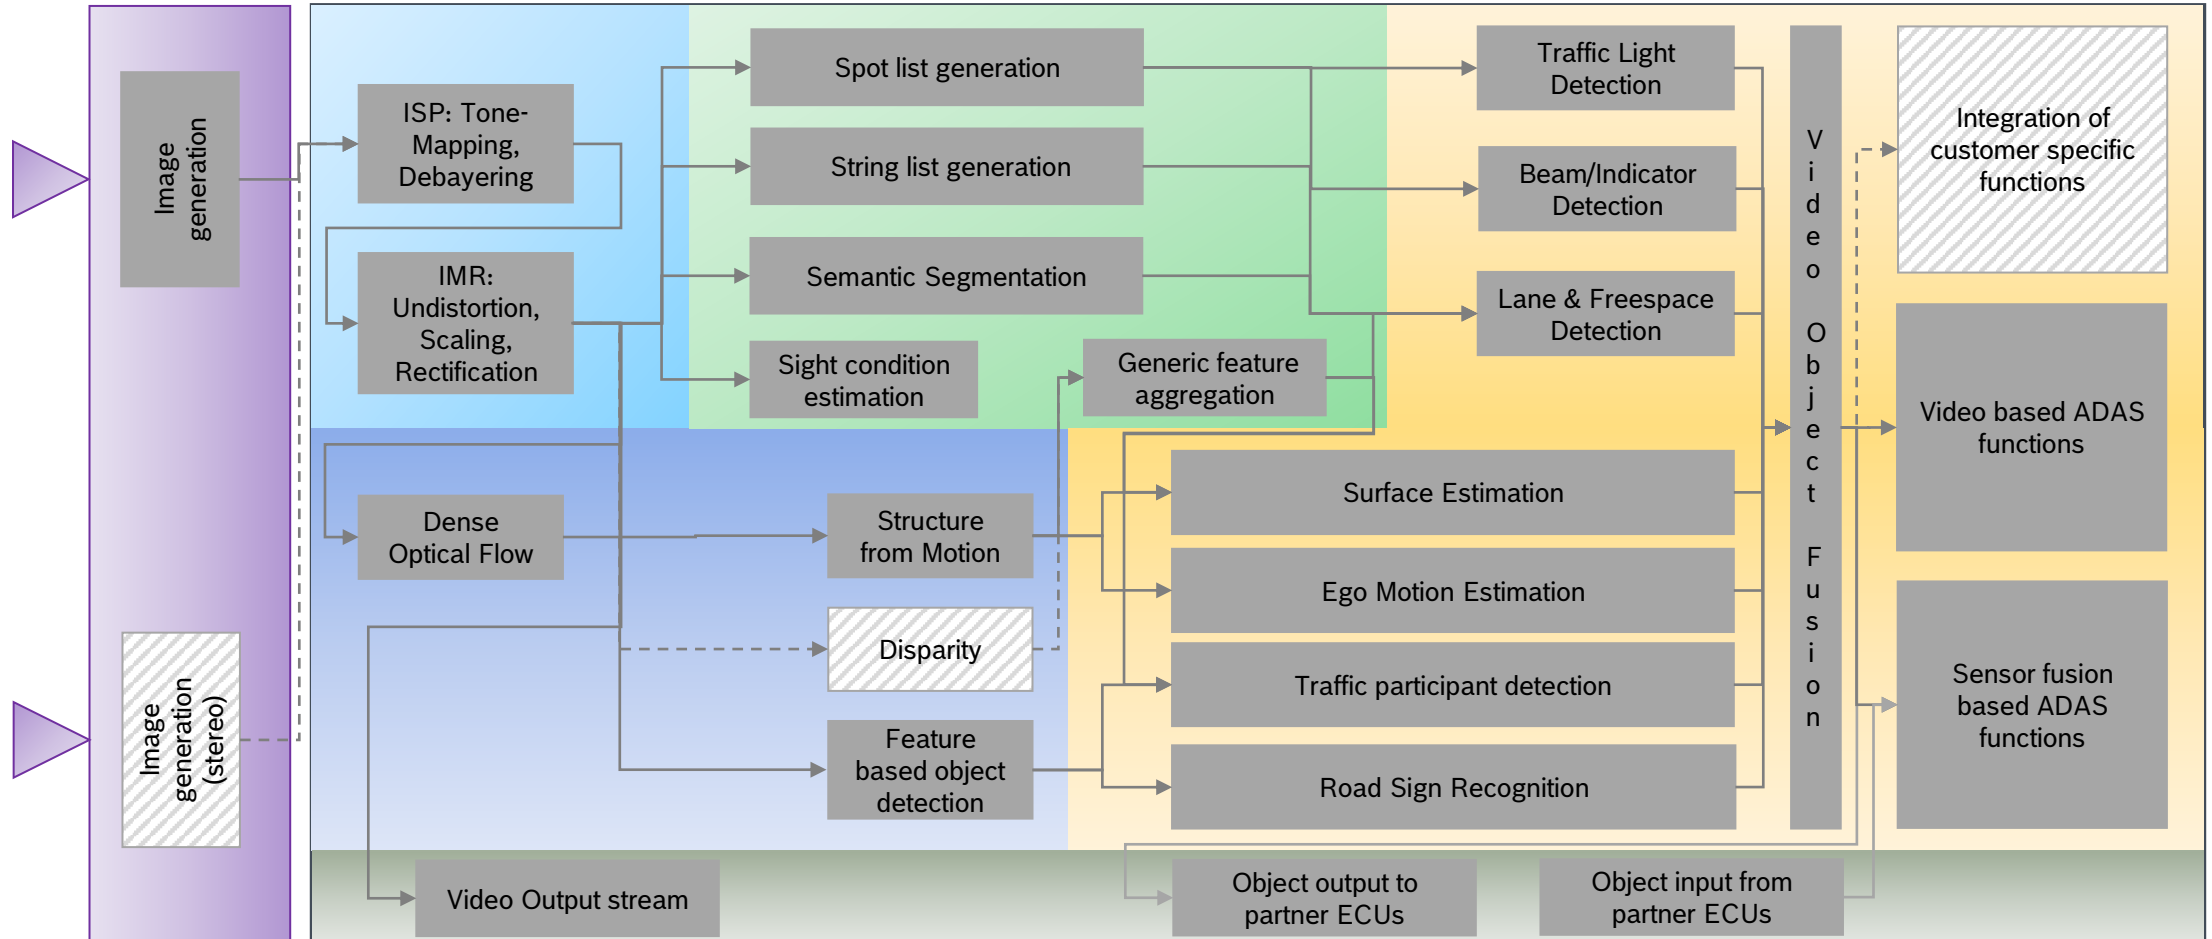 Image
generation
Image
generation
(stereo)
ISP: Tone-
Mapping,
Debayering
IMR:
Undistortion,
Scaling,
Rectification
Spot list generation
String list generation
Semantic Segmentation
Sight condition
estimation
Generic feature
aggregation
Dense
Optical Flow
Structure
from Motion
Disparity
Feature
based object
detection
Traffic Light
Detection
Beam/Indicator
Detection
Lane & Freespace
Detection
Surface Estimation
Ego Motion Estimation
Traffic participant detection
Road Sign Recognition
Video Object Fusion
Integration of
customer specific
functions
Video based ADAS
functions
Sensor fusion
based ADAS
functions
Video Output stream
Object output to
partner ECUs
Object input from
partner ECUs